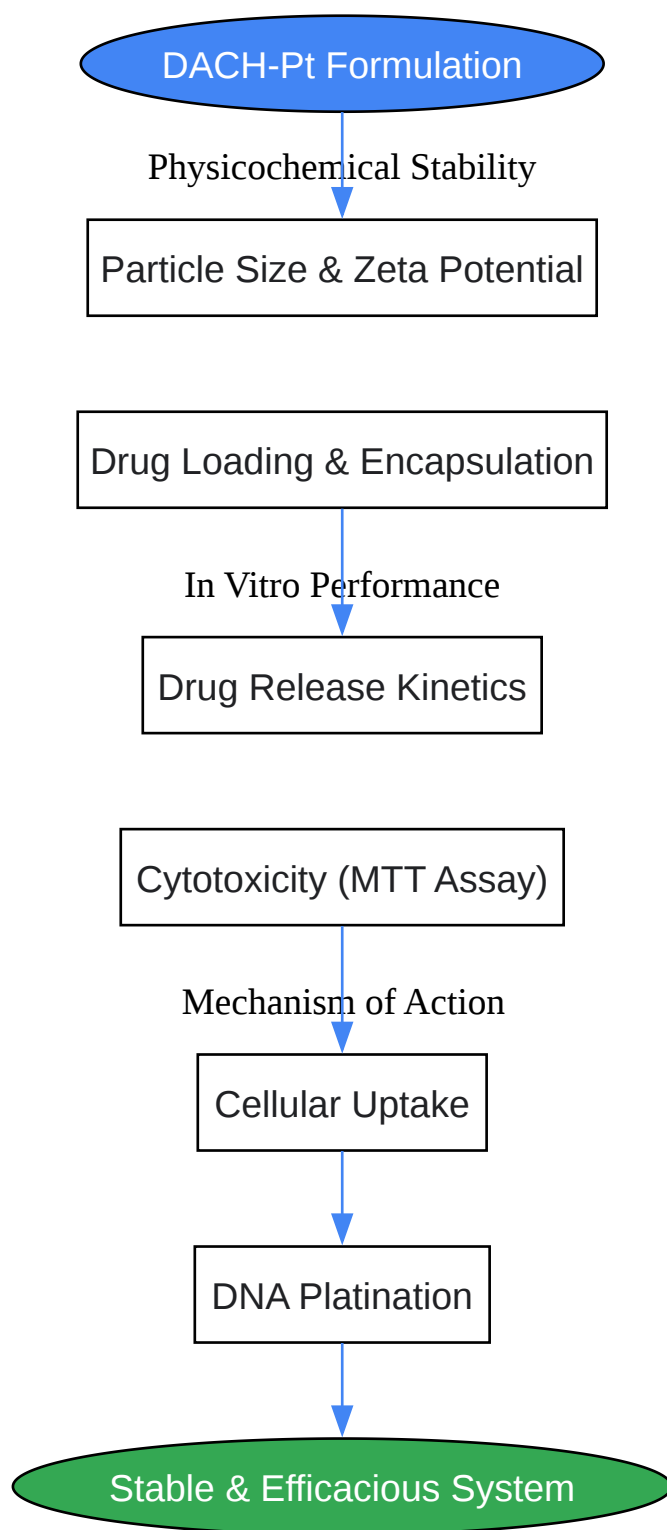 DACH-Pt Formulation
Physicochemical Stability
Particle Size & Zeta Potential
Drug Loading & Encapsulation
In Vitro Performance
Drug Release Kinetics
Cytotoxicity (MTT Assay)
Mechanism of Action
Cellular Uptake
DNA Platination
Stable & Efficacious System